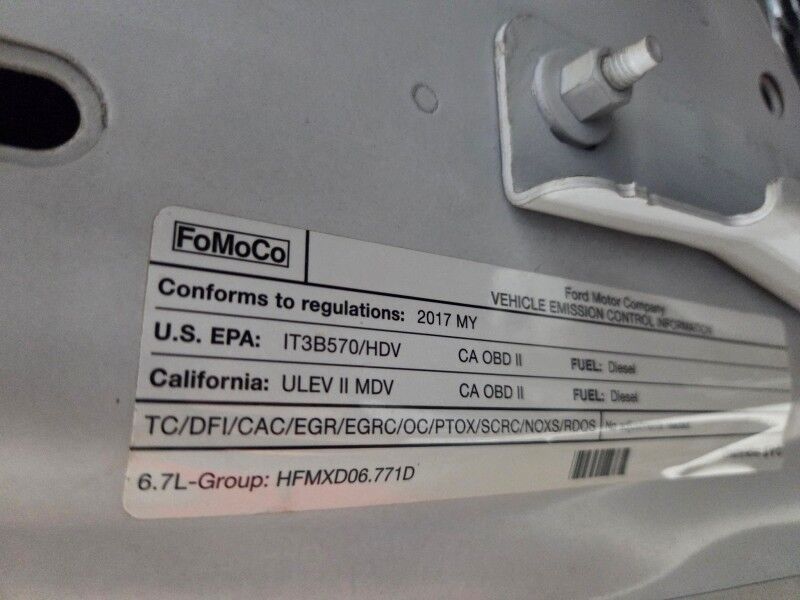 FoMoCo
Ford Motor Company
VEHICLE EMISSION CONTROL INFORMATION
Conforms to regulations: 2017 MY
U.S. EPA: IT3B570/HDV CA OBD II FUEL: Diesel
California: ULEV II MDV CA OBD II FUEL: Diesel
TC/DFI/CAC/EGR/EGRC/OC/PTOX/SCRC/NOXS/RDOS No
6.7L-Group: HFMXD06.771D